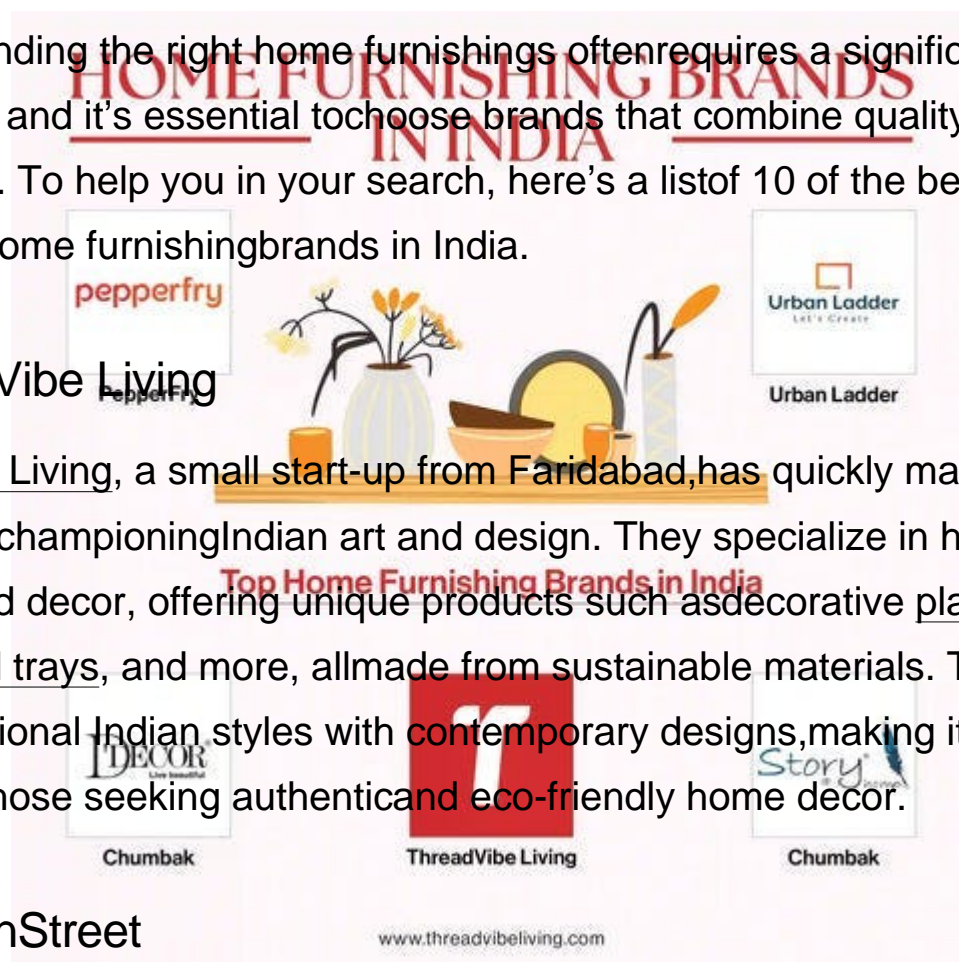 nding the right home furnishings oftenrequires a signific
HOME FURNISHING BRANDS
and it’s essential tochoose brands that combine quality
IN INDIA
. To help you in your search, here’s a listof 10 of the be
ome furnishingbrands in India.
pepperfry
Urban Ladder
Let's Create
Vibe Living
PepperFry
Urban Ladder
Living, a small start-up from Faridabad,has quickly ma
championingIndian art and design. They specialize in h
Top Home Furnishing Brands in India
d decor, offering unique products such asdecorative pla
l trays, and more, allmade from sustainable materials. T
ional Indian styles with contemporary designs,making it
D'DECOR
Live beautiful
Story
home
hose seeking authenticand eco-friendly home decor.
Chumbak
ThreadVibe Living
Chumbak
nStreet
www.threadvibeliving.com